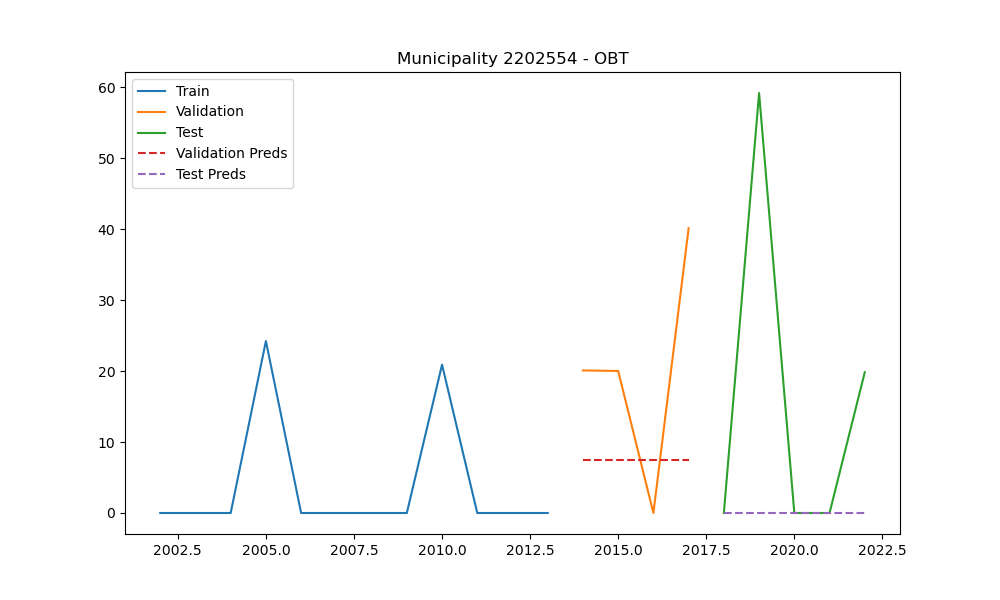 Municipality 2202554 - OBT
Train
Validation
Test
Validation Preds
Test Preds
60
50
40
30
20
10
0
2002.5 2005.0 2007.5 2010.0 2012.5 2015.0 2017.5 2020.0 2022.5